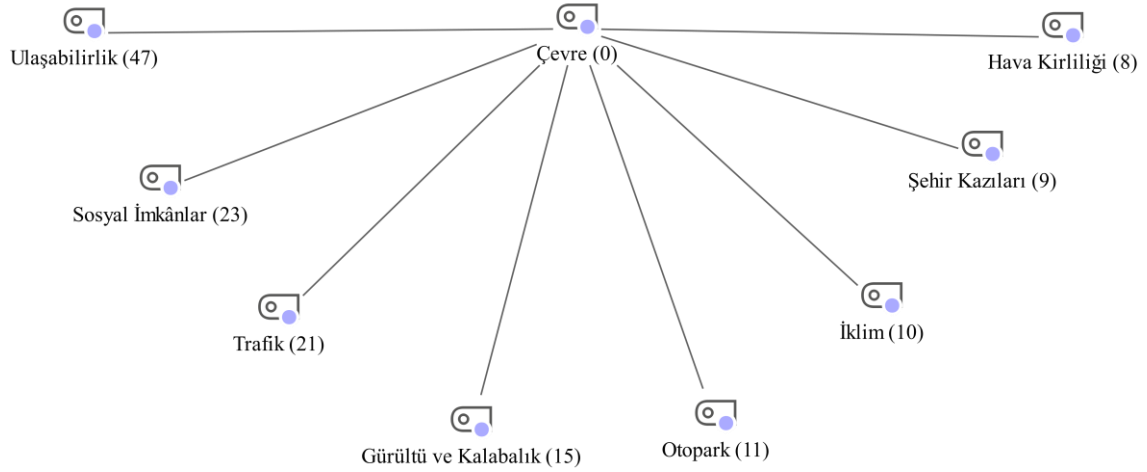 Ulaşabilirlik (47)
Çevre (0)
Hava Kirliliği (8)
Şehir Kazıları (9)
Sosyal İmkânlar (23)
Trafik (21)
İklim (10)
Gürültü ve Kalabalık (15)
Otopark (11)